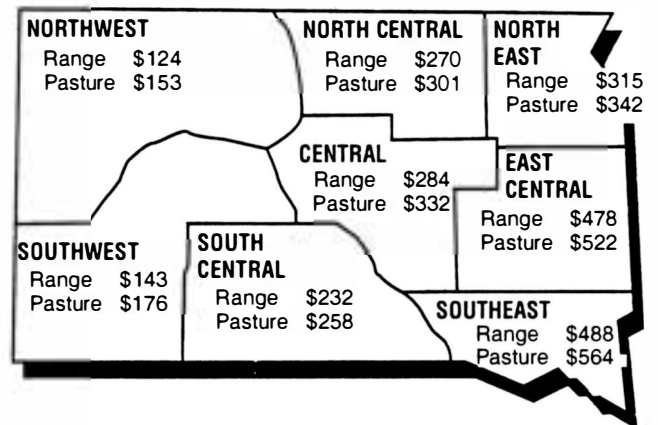 NORTHWEST
Range $124
Pasture $153
NORTH CENTRAL
Range $270
Pasture $301
NORTH
EAST
Range $315
Pasture $342
CENTRAL
Range $284
Pasture $332
EAST
CENTRAL
$478
Range
Pasture $522
SOUTHWEST
Range $143
Pasture $176
SOUTH
CENTRAL
Range $232
Pasture $258
SOUTHEAST
Range $488
Pasture $564